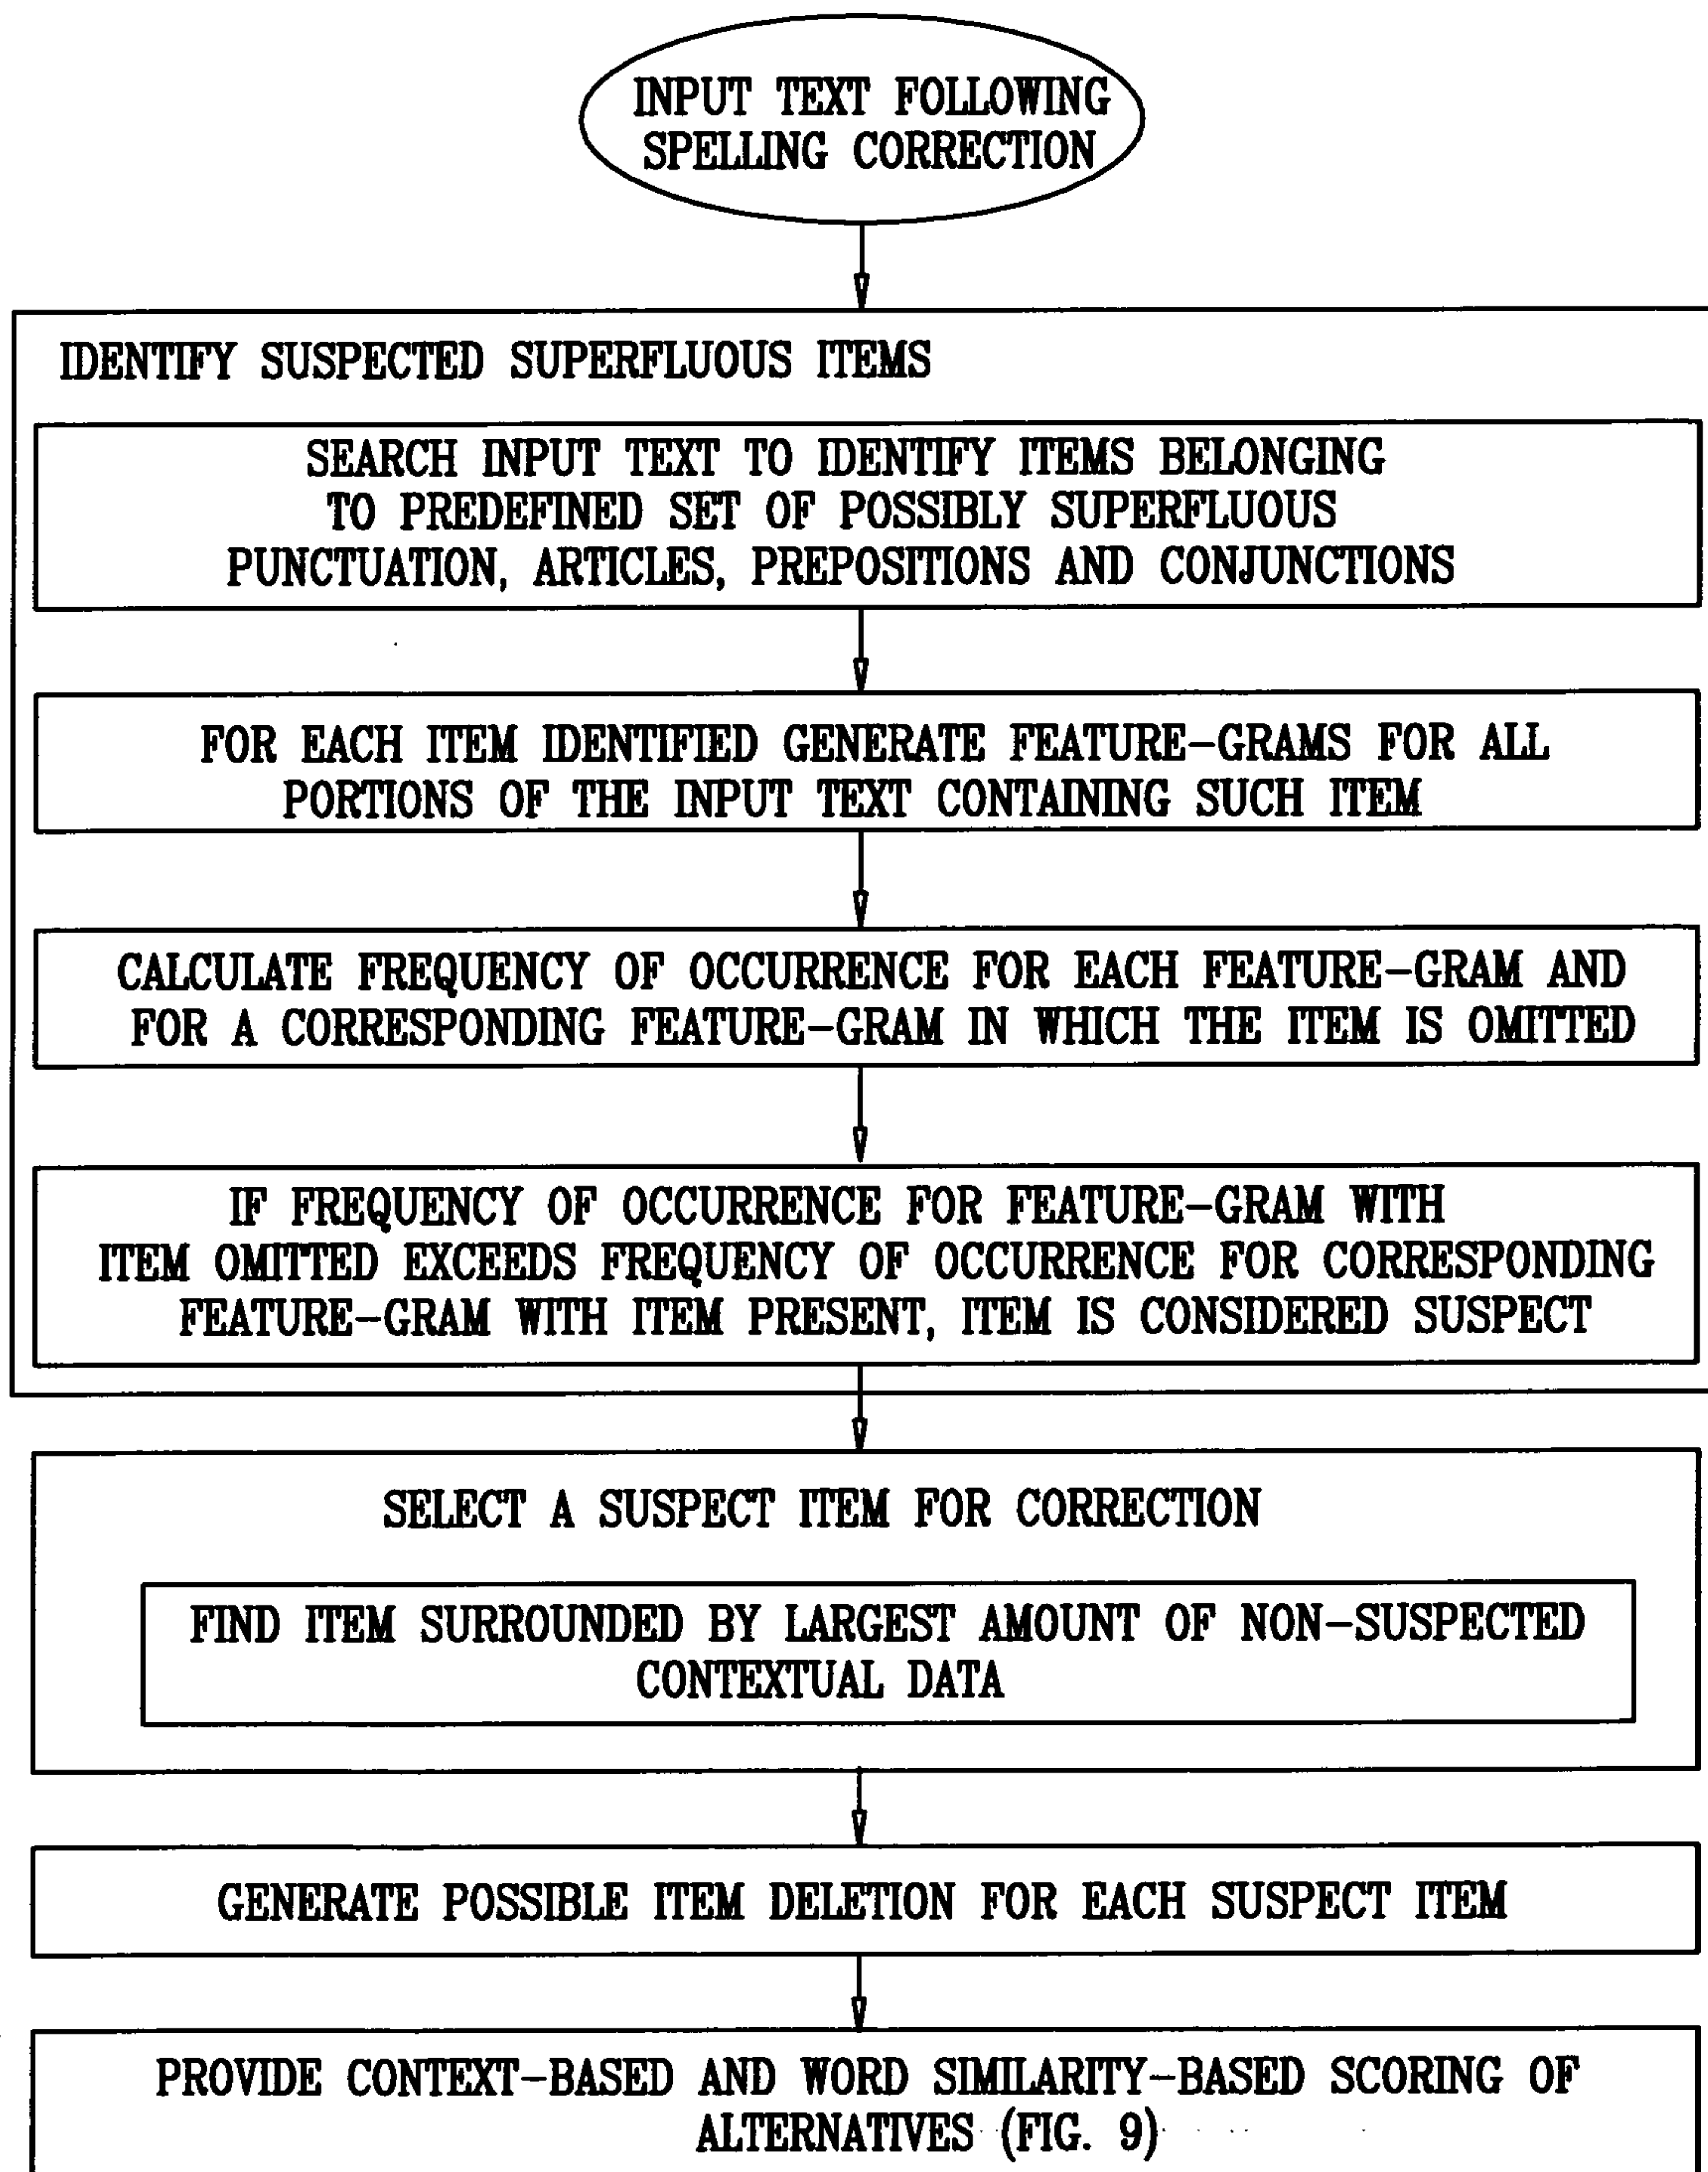 INPUT TEXT FOLLOWING
SPELLING CORRECTION
IDENTIFY SUSPECTED SUPERFLUOUS ITEMS
SEARCH INPUT TEXT TO IDENTIFY ITEMS BELONGING
TO PREDEFINED SET OF POSSIBLY SUPERFLUOUS
PUNCTUATION, ARTICLES, PREPOSITIONS AND CONJUNCTIONS
FOR EACH ITEM IDENTIFIED GENERATE FEATURE-GRAMS FOR ALL
PORTIONS OF THE INPUT TEXT CONTAINING SUCH ITEM
CALCULATE FREQUENCY OF OCCURRENCE FOR EACH FEATURE-GRAM AND
FOR A CORRESPONDING FEATURE-GRAM IN WHICH THE ITEM IS OMITTED
IF FREQUENCY OF OCCURRENCE FOR FEATURE-GRAM WITH
ITEM OMITTED EXCEEDS FREQUENCY OF OCCURRENCE FOR CORRESPONDING
FEATURE-GRAM WITH ITEM PRESENT, ITEM IS CONSIDERED SUSPECT
SELECT A SUSPECT ITEM FOR CORRECTION
FIND ITEM SURROUNDED BY LARGEST AMOUNT OF NON-SUSPECTED
CONTEXTUAL DATA
GENERATE POSSIBLE ITEM DELETION FOR EACH SUSPECT ITEM
PROVIDE CONTEXT-BASED AND WORD SIMILARITY-BASED SCORING OF
ALTERNATIVES (FIG. 9)